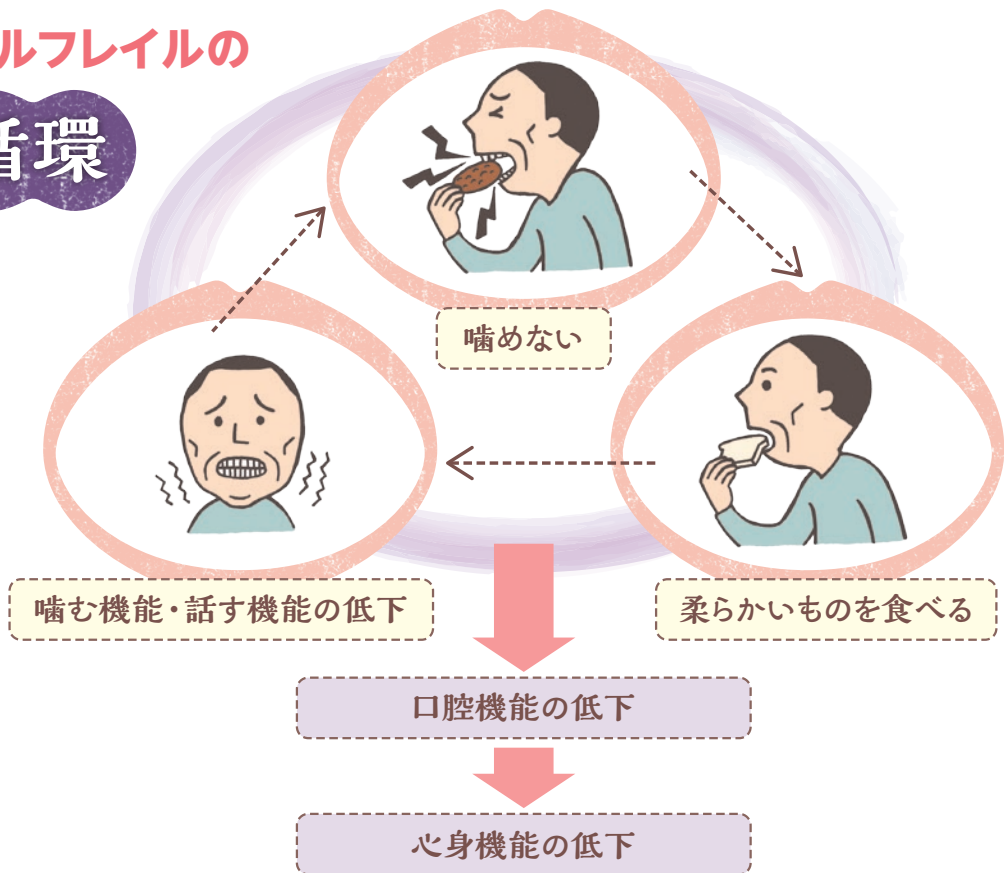 ルフレイルの
循環
噛めない
噛む機能・話す機能の低下
柔らかいものを食べる
口腔機能の低下
心身機能の低下